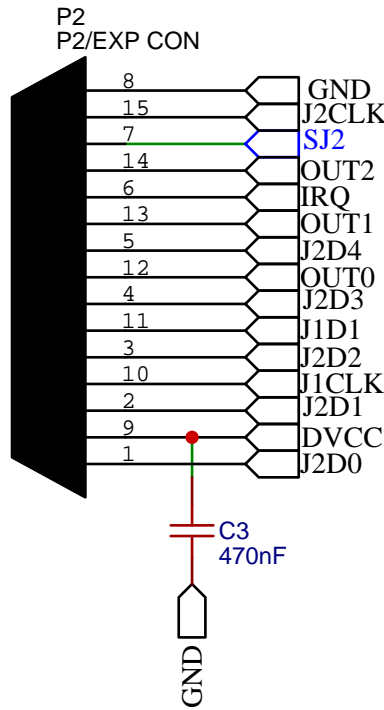 P2
P2/EXP CON
8 GND
15 J2CLK
7 SJ2
14 OUT2
6 IRQ
13 OUT1
5 J2D4
12 OUT0
4 J2D3
11 J1D1
3 J2D2
10 J1CLK
2 J2D1
9 DVCC
1 J2D0
C3
470nF
GND